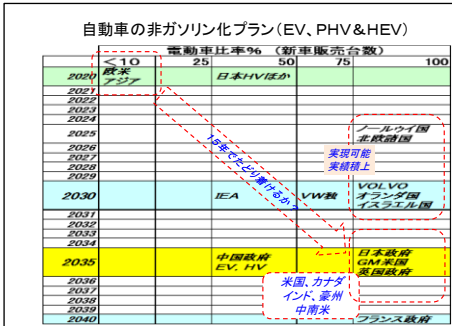 自動車の非ガソリン化プラン（EV、PHV＆HEV）
電動車比率％　（新車販売台数）
＜10　25　50　75　100
2020　欧米　日本HVほか
アジア
2021
2022
2023
2024
2025　ノールウイ国
北欧諸国
2026
2027
2028
2029
実現可能
実績積上
15年でたどり着けるか？
2030　IEA　VW独　VOLVO
オランダ国
イスラエル国
2031
2032
2033
2034
2035　中国政府　日本政府
EV, HV　GM米国
英国政府
2036
2037
2038
2039
米国、カナダ
インド、豪州
中南米
2040　フランス政府